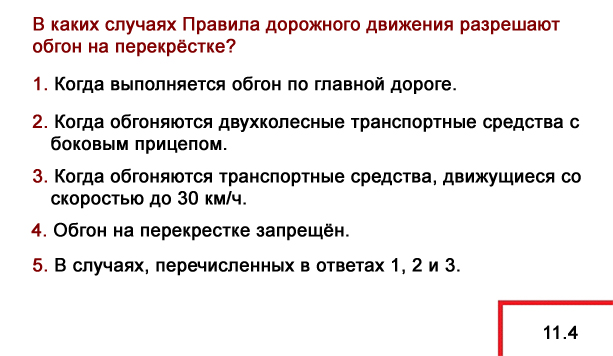 В каких случаях Правила дорожного движения разрешают
обгон на перекрёстке?
1. Когда выполняется обгон по главной дороге.
2. Когда обгоняются двухколесные транспортные средства с
боковым прицепом.
3. Когда обгоняются транспортные средства, движущиеся со
скоростью до 30 км/ч.
4. Обгон на перекрестке запрещён.
5. В случаях, перечисленных в ответах 1, 2 и 3.
11.4